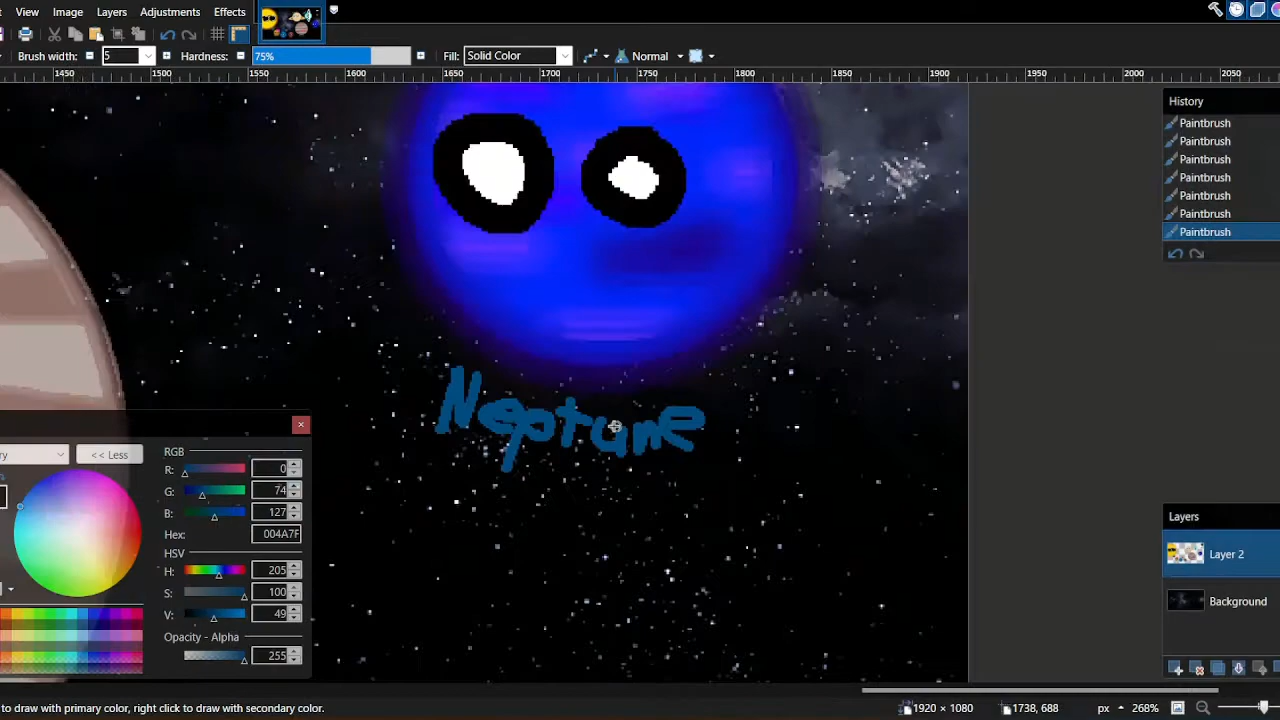 View Image Layers Adjustments Effects
Brush width: 5 Hardness: 75% Fill: Solid Color Normal
1450 1500 1550 1600 1650 1700 1750 1800 1850 1900 1950 2000 2050
History
Paintbrush
Paintbrush
Paintbrush
Paintbrush
Paintbrush
Paintbrush
Paintbrush
Neptune
<< Less
RGB
R: 0
G: 74
B: 127
Hex: 004A7F
HSV
H: 205
S: 100
V: 49
Opacity - Alpha
255
Layers
Layer 2
Background
to draw with primary color, right click to draw with secondary color. 1920 × 1080 1738, 688 px 268%